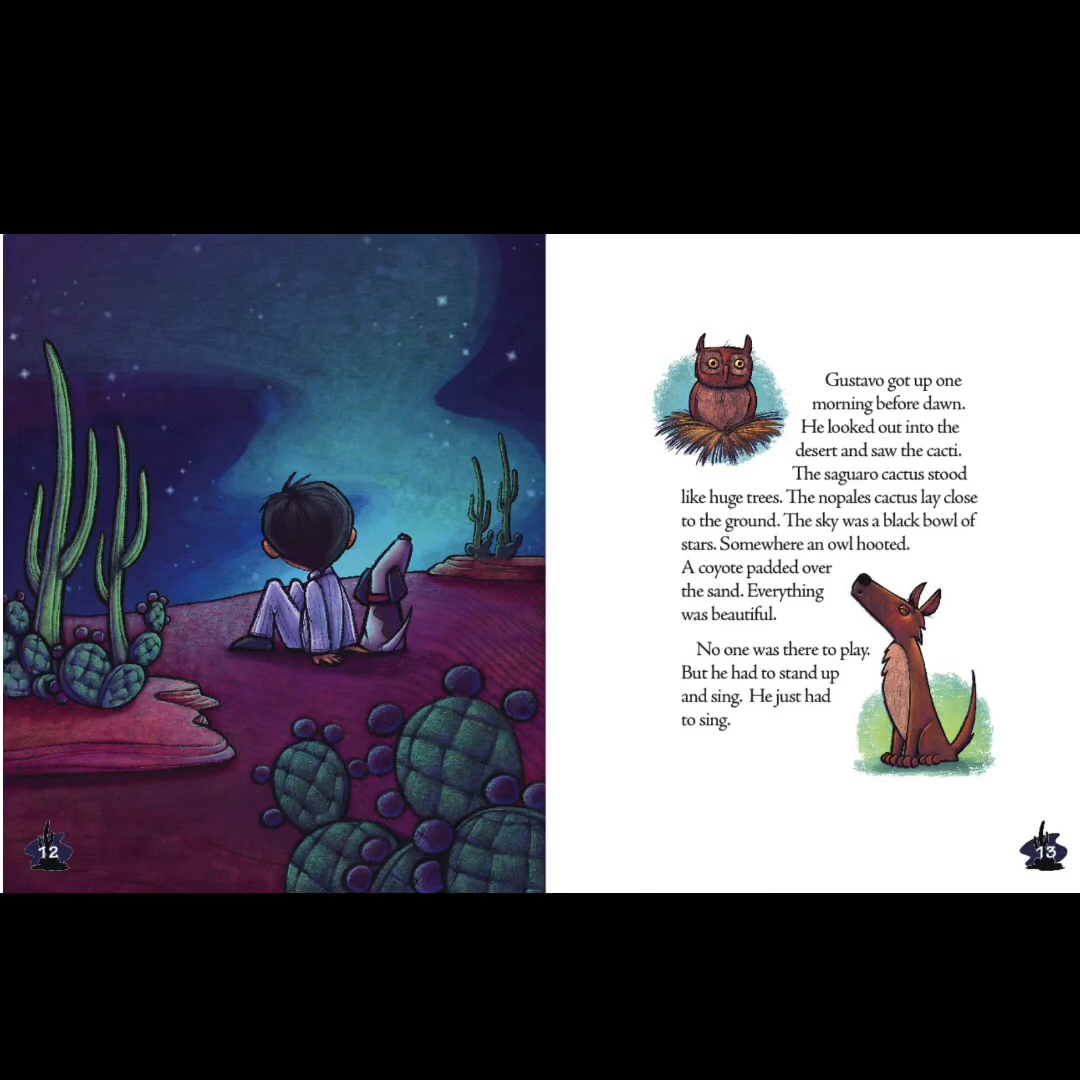 Gustavo got up one
morning before dawn.
He looked out into the
desert and saw the cacti.
The saguaro cactus stood
like huge trees. The nopales cactus lay close
to the ground. The sky was a black bowl of
stars. Somewhere an owl hooted.
A coyote padded over
the sand. Everything
was beautiful.
No one was there to play.
But he had to stand up
and sing. He just had
to sing.
12
13